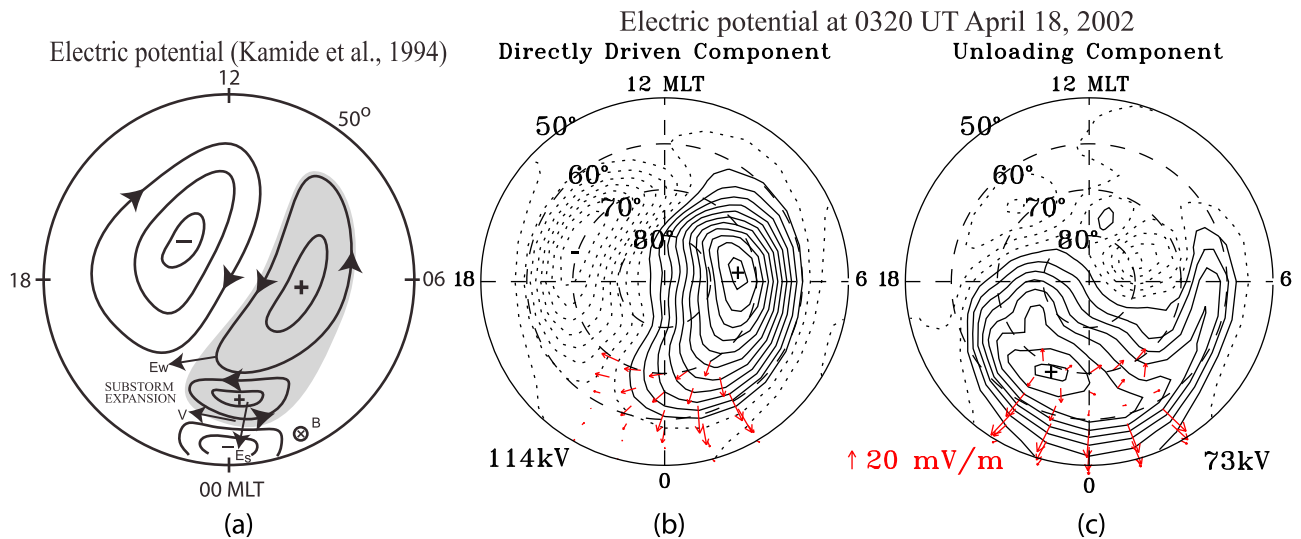 Electric potential at 0320 UT April 18, 2002
Electric potential (Kamide et al., 1994)
Directly Driven Component
Unloading Component
12
12 MLT
12 MLT
50°
50°
50°
60°
60°
70°
70°
80°
80°
-
+
-
+
18
06
18
6
18
6
Ew
SUBSTORM
EXPANSION
+
+
V
B
-
Es
114kV
↑ 20 mV/m
73kV
00 MLT
0
0
(a)
(b)
(c)